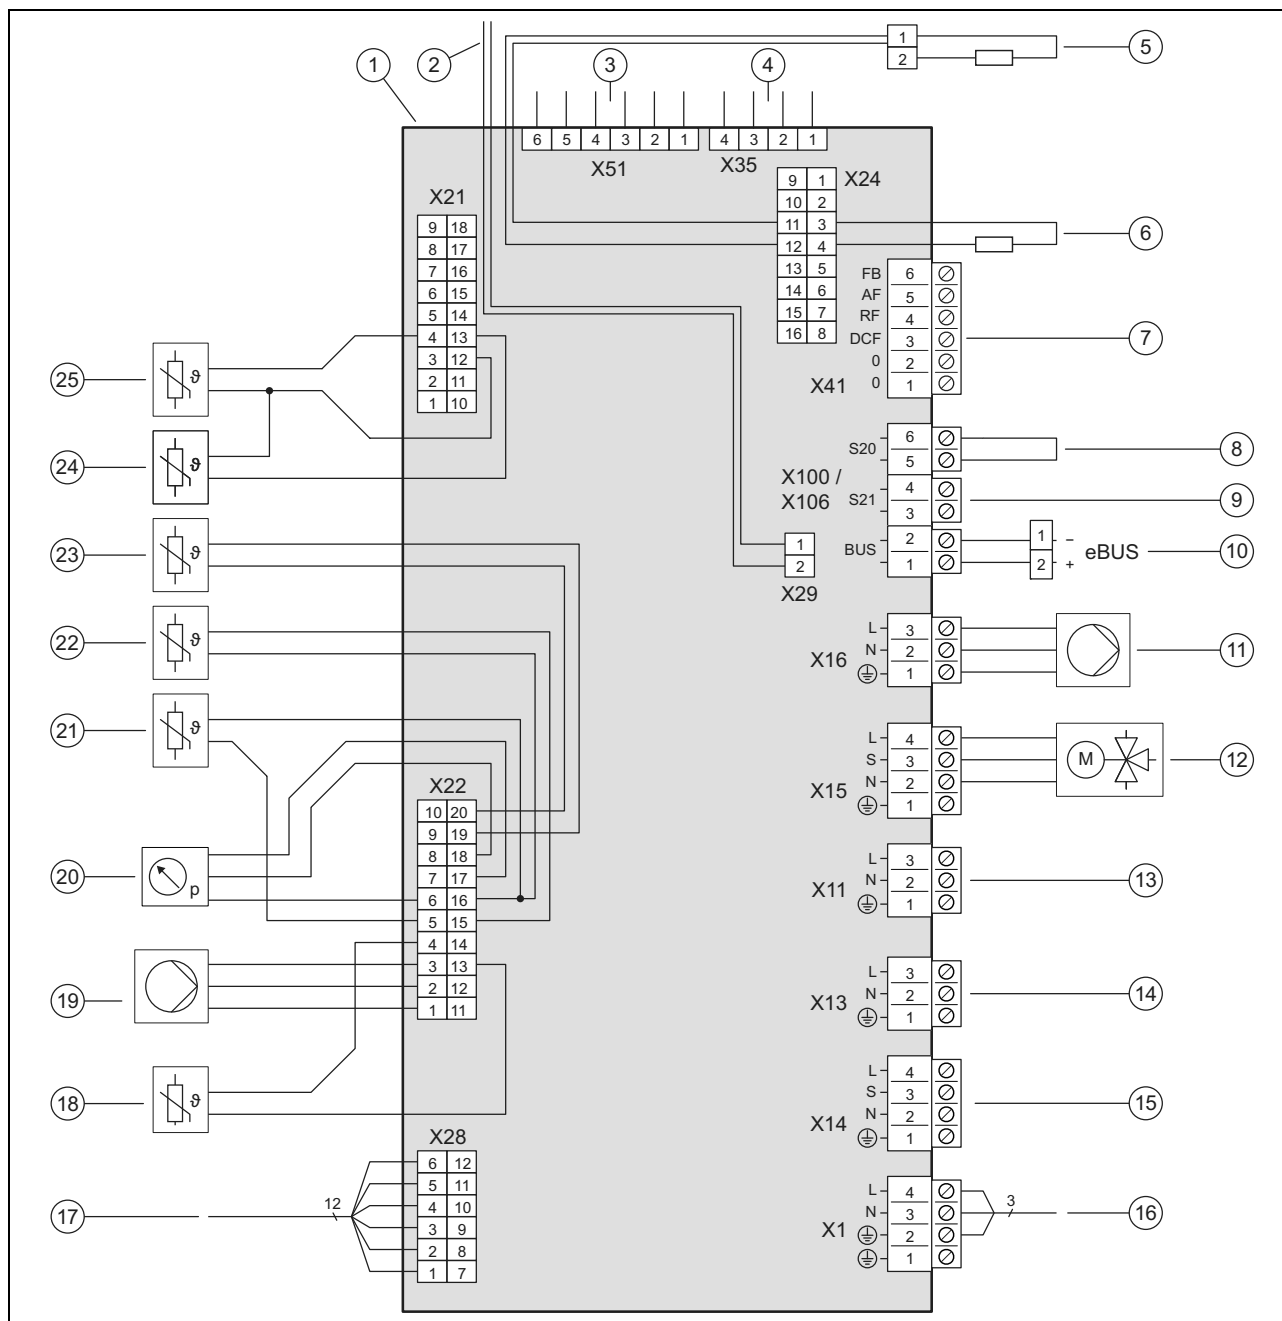 1
2
3
4
5
1
2
6 5 4 3 2 1
4 3 2 1
X51
X35
X24
9 1
10 2
11 3
12 4
13 5
14 6
15 7
16 8
6
X21
9 18
8 17
7 16
6 15
5 14
4 13
3 12
2 11
1 10
FB 6
AF 5
RF 4
DCF 3
0 2
0 1
X41
7
25
ϑ
24
ϑ
S20
6
5
8
X100 /
X106
S21
4
3
9
BUS
2
1
1 –
2 +
eBUS
10
1
2
X29
23
ϑ
22
ϑ
21
ϑ
X16
L 3
N 2
1
11
X15
L 4
S 3
N 2
1
M
12
X22
10 20
9 19
8 18
7 17
6 16
5 15
4 14
3 13
2 12
1 11
20
p
19
18
ϑ
X11
L 3
N 2
1
13
X13
L 3
N 2
1
14
X14
L 4
S 3
N 2
1
15
X28
6 12
5 11
4 10
3 9
2 8
1 7
17
12
X1
L 4
N 3
2
1
3
16